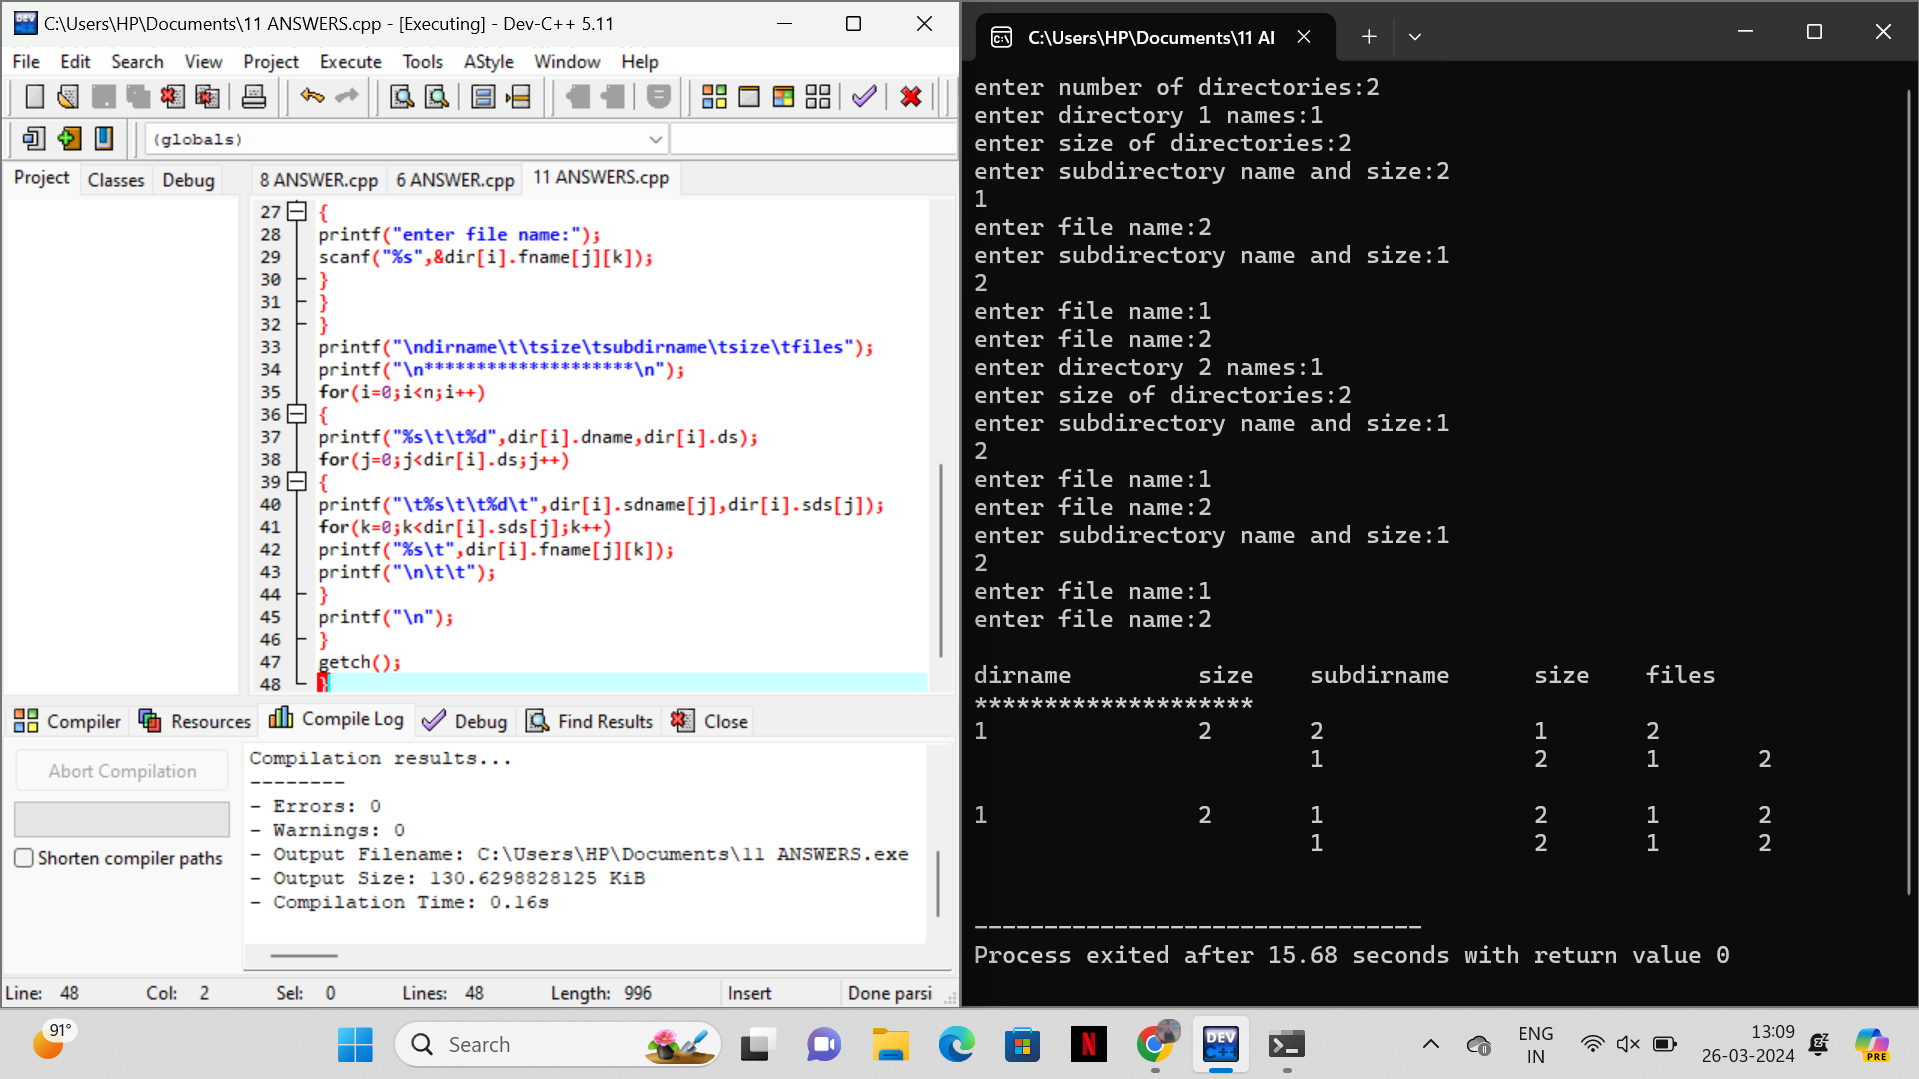 C:\Users\HP\Documents\11 ANSWERS.cpp - [Executing] - Dev-C++ 5.11
File Edit Search View Project Execute Tools AStyle Window Help
(globals)
Project Classes Debug
8 ANSWER.cpp 6 ANSWER.cpp 11 ANSWERS.cpp
27 {
28 printf("enter file name:");
29 scanf("%s",&dir[i].fname[j][k]);
30 }
31 }
32 }
33 printf("\ndirname\t\tsize\tsubdirname\tsize\tfiles");
34 printf("\n********************\n");
35 for(i=0;i<n;i++)
36 {
37 printf("%s\t\t%d",dir[i].dname,dir[i].ds);
38 for(j=0;j<dir[i].ds;j++)
39 {
40 printf("\t%s\t\t%d\t",dir[i].sdname[j],dir[i].sds[j]);
41 for(k=0;k<dir[i].sds[j];k++)
42 printf("%s\t",dir[i].fname[j][k]);
43 printf("\n\t\t");
44 }
45 printf("\n");
46 }
47 getch();
48 }
Compiler Resources Compile Log Debug Find Results Close
Abort Compilation
Shorten compiler paths
Compilation results...
--------
- Errors: 0
- Warnings: 0
- Output Filename: C:\Users\HP\Documents\11 ANSWERS.exe
- Output Size: 130.6298828125 KiB
- Compilation Time: 0.16s
Line: 48 Col: 2 Sel: 0 Lines: 48 Length: 996 Insert Done parsi
C:\Users\HP\Documents\11 AI
enter number of directories:2
enter directory 1 names:1
enter size of directories:2
enter subdirectory name and size:2
1
enter file name:2
enter subdirectory name and size:1
2
enter file name:1
enter file name:2
enter directory 2 names:1
enter size of directories:2
enter subdirectory name and size:1
2
enter file name:1
enter file name:2
enter subdirectory name and size:1
2
enter file name:1
enter file name:2
dirname size subdirname size files
********************
1 2 2 1 2
1 2 1 2
1 2 1 2 1 2
1 2 1 2
--------------------------------
Process exited after 15.68 seconds with return value 0
91°
Search
DEV C++
N
ENG
IN
13:09
26-03-2024
PRE